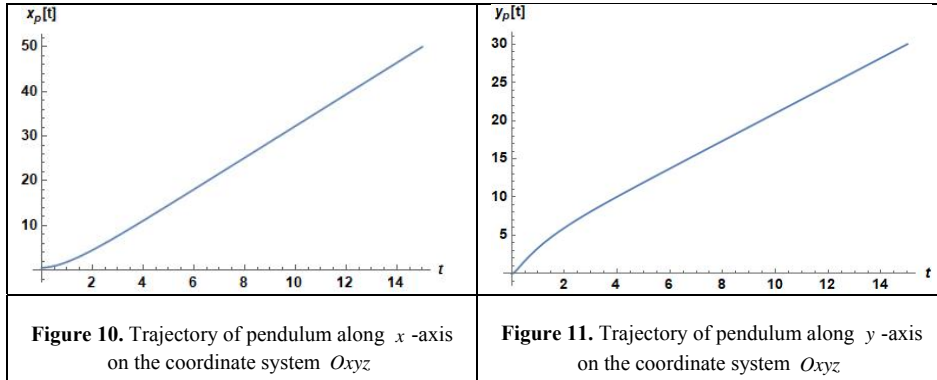 x_p[t]
50
40
30
20
10
2 4 6 8 10 12 14 t
y_p[t]
30
25
20
15
10
5
2 4 6 8 10 12 14 t
Figure 10. Trajectory of pendulum along x -axis
on the coordinate system Oxyz
Figure 11. Trajectory of pendulum along y -axis
on the coordinate system Oxyz